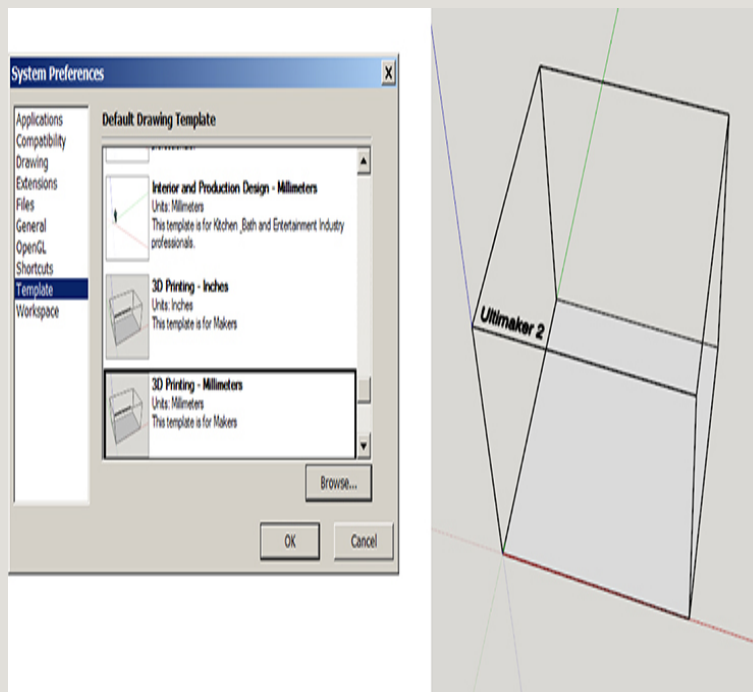 System Preferences
Applications
Compatibility
Drawing
Extensions
Files
General
OpenGL
Shortcuts
Template
Workspace
Default Drawing Template
Interior and Production Design - Millimeters
Units: Millimeters
This template is for Kitchen_Bath and Entertainment Industry
professionals.
3D Printing - Inches
Units: Inches
This template is for Makers
3D Printing - Millimeters
Units: Millimeters
This template is for Makers
Browse...
OK
Cancel
Ultimaker 2